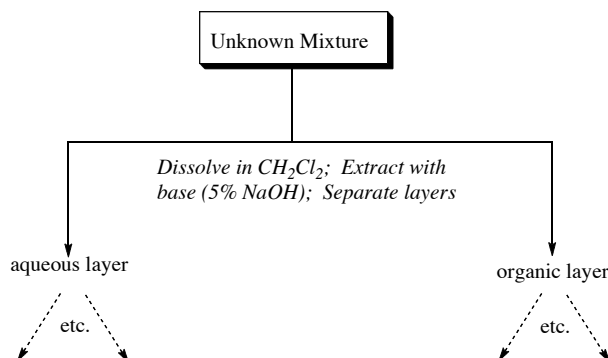 Unknown Mixture
Dissolve in CH₂Cl₂; Extract with
base (5% NaOH); Separate layers
aqueous layer
organic layer
etc.
etc.